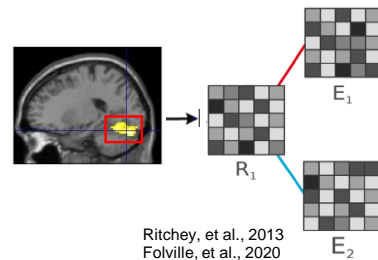 E₁
R₁
E₂
Ritchey, et al., 2013
Folville, et al., 2020